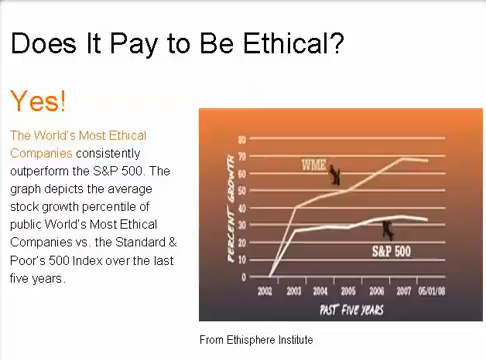 Does It Pay to Be Ethical?
Yes!
The World's Most Ethical
Companies consistently
outperform the S&P 500. The
graph depicts the average
stock growth percentile of
public World's Most Ethical
Companies vs. the Standard &
Poor's 500 Index over the last
five years.
PERCENT GROWTH
80
70
60
50
40
30
20
10
0
WME
S&P 500
2002 2003 2004 2005 2006 2007 05/01/08
PAST FIVE YEARS
From Ethisphere Institute